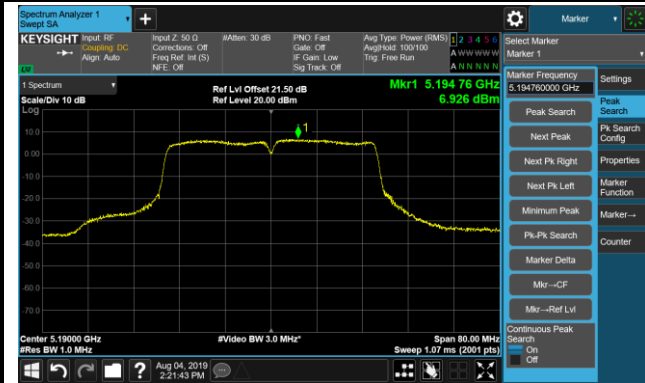 Spectrum Analyzer 1
Swept SA
+
Marker
KEYSIGHT
Input: RF
Coupling: DC
Align: Auto
Input Z: 50 Ω
Corrections: Off
Freq Ref: Int (S)
NFE: Off
#Atten: 30 dB
PNO: Fast
Gate: Off
IF Gain: Low
Sig Track: Off
Avg Type: Power (RMS)
Avg|Hold: 100/100
Trig: Free Run
1 2 3 4 5 6
A W W W W W
A N N N N N
Select Marker
Marker 1
1 Spectrum
Scale/Div 10 dB
Log
Ref Lvl Offset 21.50 dB
Ref Level 20.00 dBm
Mkr1 5.194 76 GHz
6.926 dBm
1
10.0
0.00
-10.0
-20.0
-30.0
-40.0
-50.0
-60.0
-70.0
Center 5.19000 GHz
#Res BW 1.0 MHz
#Video BW 3.0 MHz*
Span 80.00 MHz
Sweep 1.07 ms (2001 pts)
Marker Frequency
5.194760000 GHz
Peak Search
Next Peak
Next Pk Right
Next Pk Left
Minimum Peak
Pk-Pk Search
Marker Delta
Mkr→CF
Mkr→Ref Lvl
Continuous Peak
Search
On
Off
Settings
Peak
Search
Pk Search
Config
Properties
Marker
Function
Marker→
Counter
?
Aug 04, 2019
2:21:43 PM